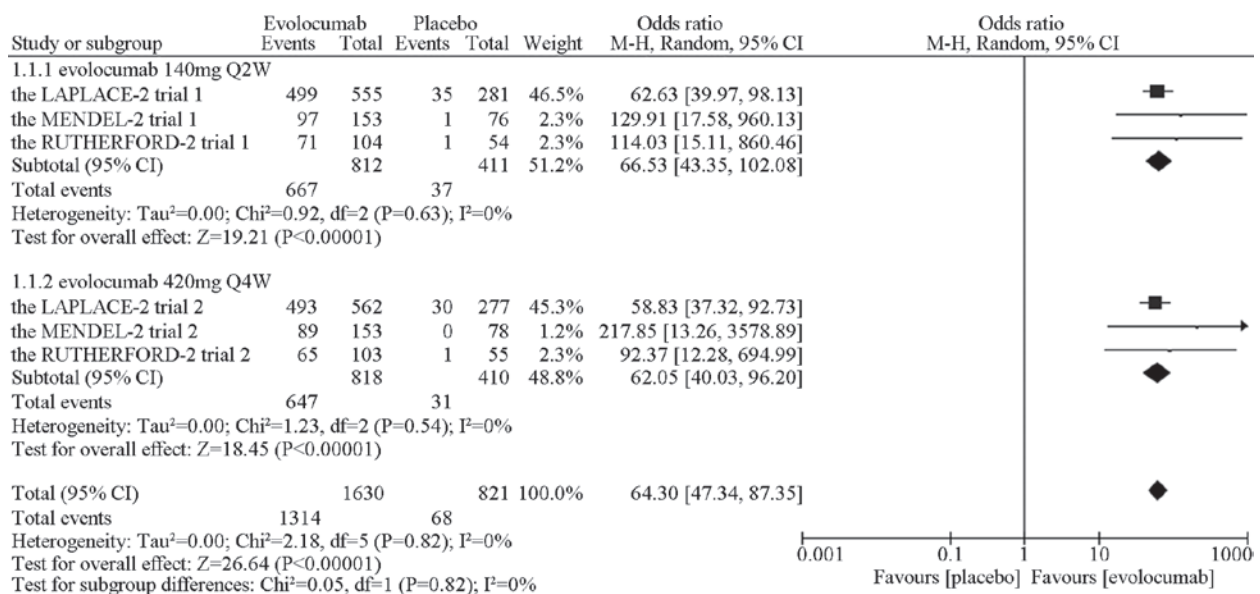 Evolocumab Placebo Odds ratio Odds ratio
Study or subgroup Events Total Events Total Weight M-H, Random, 95% CI M-H, Random, 95% CI
1.1.1 evolocumab 140mg Q2W
the LAPLACE-2 trial 1 499 555 35 281 46.5% 62.63 [39.97, 98.13]
the MENDEL-2 trial 1 97 153 1 76 2.3% 129.91 [17.58, 960.13]
the RUTHERFORD-2 trial 1 71 104 1 54 2.3% 114.03 [15.11, 860.46]
Subtotal (95% CI) 812 411 51.2% 66.53 [43.35, 102.08]
Total events 667 37
Heterogeneity: Tau²=0.00; Chi²=0.92, df=2 (P=0.63); I²=0%
Test for overall effect: Z=19.21 (P<0.00001)
1.1.2 evolocumab 420mg Q4W
the LAPLACE-2 trial 2 493 562 30 277 45.3% 58.83 [37.32, 92.73]
the MENDEL-2 trial 2 89 153 0 78 1.2% 217.85 [13.26, 3578.89]
the RUTHERFORD-2 trial 2 65 103 1 55 2.3% 92.37 [12.28, 694.99]
Subtotal (95% CI) 818 410 48.8% 62.05 [40.03, 96.20]
Total events 647 31
Heterogeneity: Tau²=0.00; Chi²=1.23, df=2 (P=0.54); I²=0%
Test for overall effect: Z=18.45 (P<0.00001)
Total (95% CI) 1630 821 100.0% 64.30 [47.34, 87.35]
Total events 1314 68
Heterogeneity: Tau²=0.00; Chi²=2.18, df=5 (P=0.82); I²=0%
Test for overall effect: Z=26.64 (P<0.00001)
Test for subgroup differences: Chi²=0.05, df=1 (P=0.82); I²=0%
0.001 0.1 1 10 1000
Favours [placebo] Favours [evolocumab]